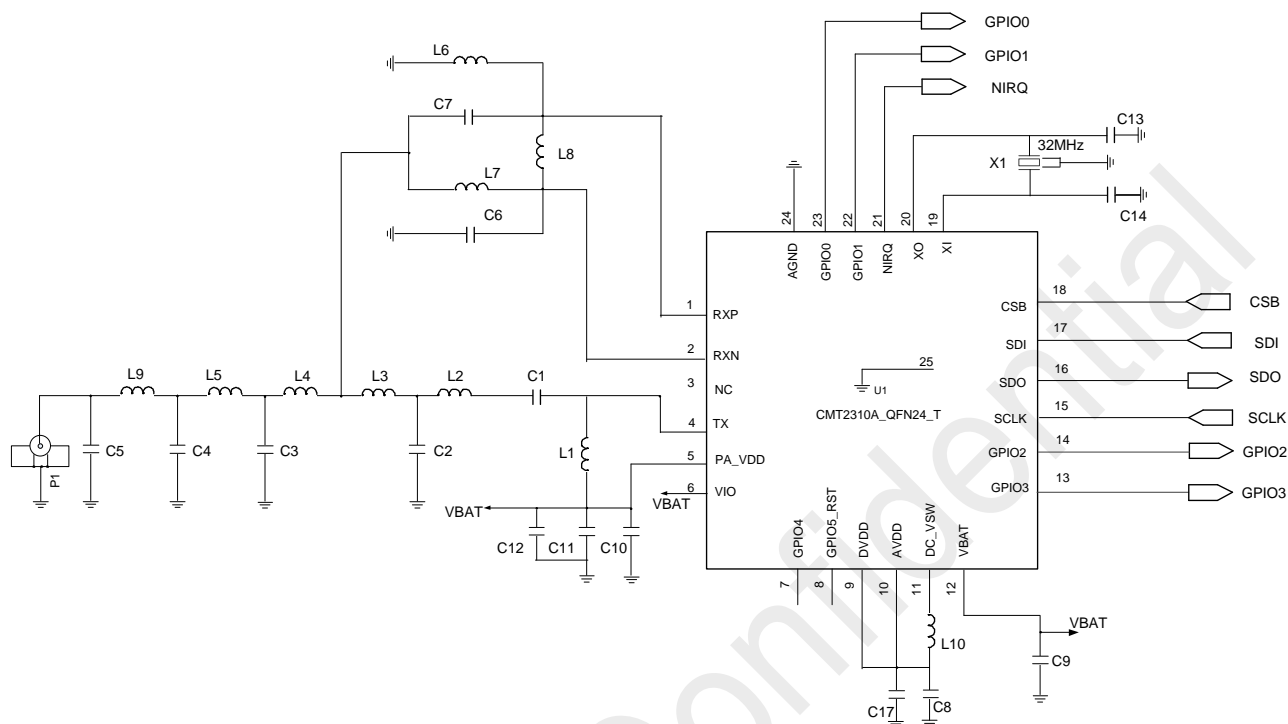 GPIO0
GPIO1
NIRQ
L6
C7
L8
L7
C6
C13
32MHz
X1
C14
24
23
22
21
20
19
AGND
GPIO0
GPIO1
NIRQ
XO
XI
1
RXP
2
RXN
3
NC
4
TX
5
PA_VDD
6
VIO
CSB
18
CSB
SDI
17
SDI
SDO
16
SDO
SCLK
15
SCLK
GPIO2
14
GPIO2
GPIO3
13
GPIO3
25
U1
CMT2310A_QFN24_T
L9
L5
L4
L3
L2
C1
L1
C5
C4
C3
C2
P1
VBAT
VBAT
C12
C11
C10
GPIO4
GPIO5_RST
DVDD
AVDD
DC_VSW
VBAT
7
8
9
10
11
12
L10
VBAT
C9
C17
C8
Confidential